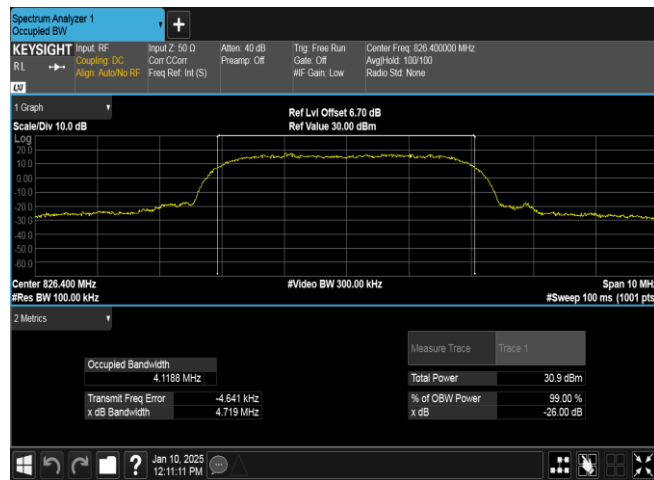 Spectrum Analyzer 1
Occupied BW
+
KEYSIGHT
Input: RF
Coupling: DC
Align: Auto/No RF
Input Z: 50 Ω
Corr CCorr
Freq Ref: Int (S)
Atten: 40 dB
Preamp: Off
Trig: Free Run
Gate: Off
#IF Gain: Low
Center Freq: 826.400000 MHz
Avg|Hold: 100/100
Radio Std: None
RL
LXI
1 Graph
Scale/Div 10.0 dB
Ref Lvl Offset 6.70 dB
Ref Value 30.00 dBm
Log
20.0
10.0
0.00
-10.0
-20.0
-30.0
-40.0
-50.0
-60.0
Center 826.400 MHz
#Res BW 100.00 kHz
#Video BW 300.00 kHz
Span 10 MHz
#Sweep 100 ms (1001 pts
2 Metrics
Measure Trace Trace 1
Occupied Bandwidth
4.1188 MHz
Total Power 30.9 dBm
Transmit Freq Error -4.641 kHz
% of OBW Power 99.00 %
x dB Bandwidth 4.719 MHz
x dB -26.00 dB
?
Jan 10, 2025
12:11:11 PM